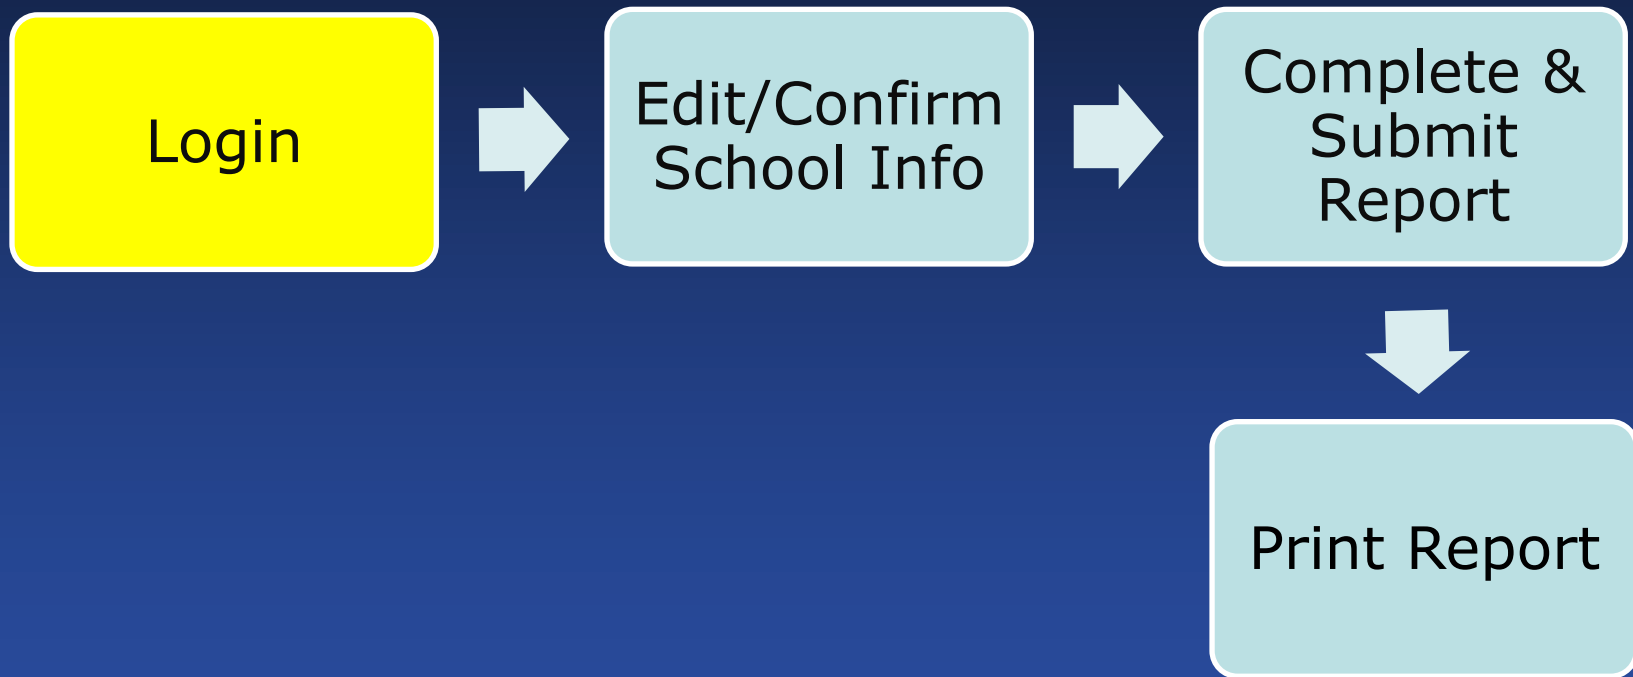 Login
Edit/Confirm
School Info
Complete &
Submit
Report
Print Report